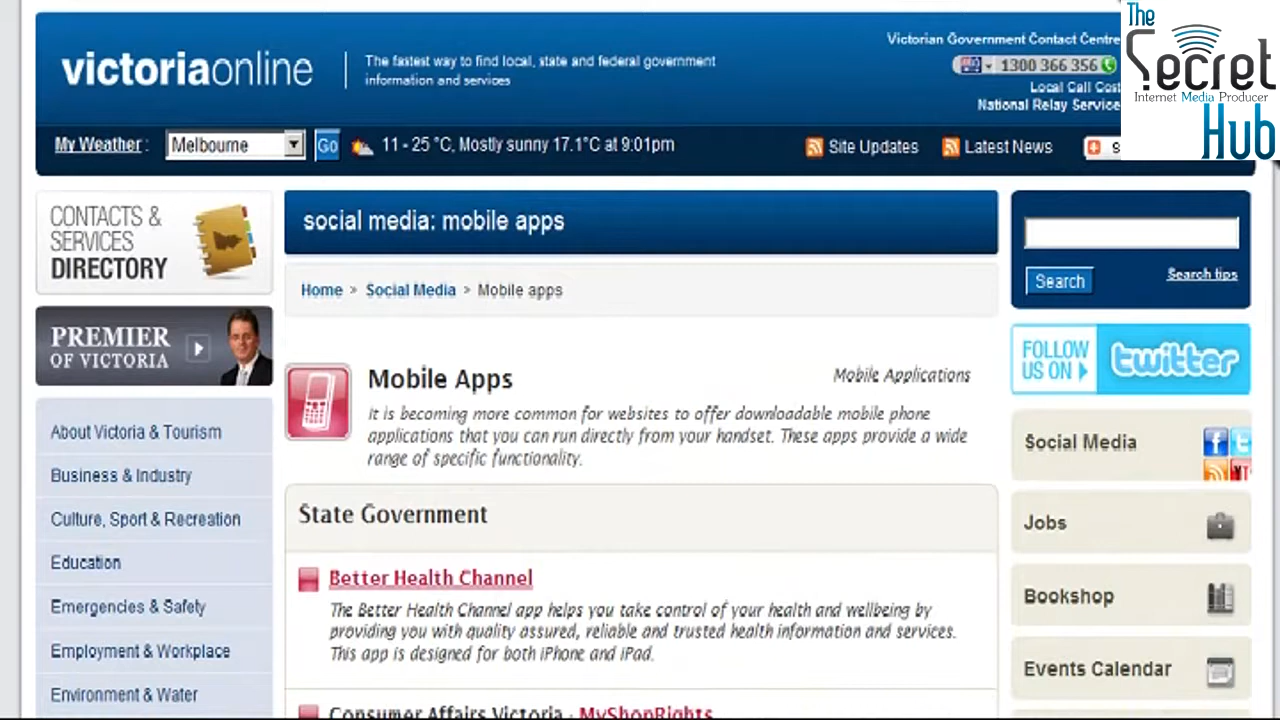 The
Secret
Internet Media Producer
Hub
victoriaonline
The fastest way to find local, state and federal government
information and services
Victorian Government Contact Centre
1300 366 356
Local Call Cost
National Relay Service
My Weather :
Melbourne
Go
11 - 25 °C, Mostly sunny 17.1°C at 9:01pm
Site Updates
Latest News
S
CONTACTS &
SERVICES
DIRECTORY
PREMIER
OF VICTORIA
About Victoria & Tourism
Business & Industry
Culture, Sport & Recreation
Education
Emergencies & Safety
Employment & Workplace
Environment & Water
social media: mobile apps
Home > Social Media > Mobile apps
Mobile Apps
Mobile Applications
It is becoming more common for websites to offer downloadable mobile phone
applications that you can run directly from your handset. These apps provide a wide
range of specific functionality.
State Government
Better Health Channel
The Better Health Channel app helps you take control of your health and wellbeing by
providing you with quality assured, reliable and trusted health information and services.
This app is designed for both iPhone and iPad.
Consumer Affairs Victoria - MyShopRights
Search
Search tips
FOLLOW
US ON
twitter
Social Media
Jobs
Bookshop
Events Calendar